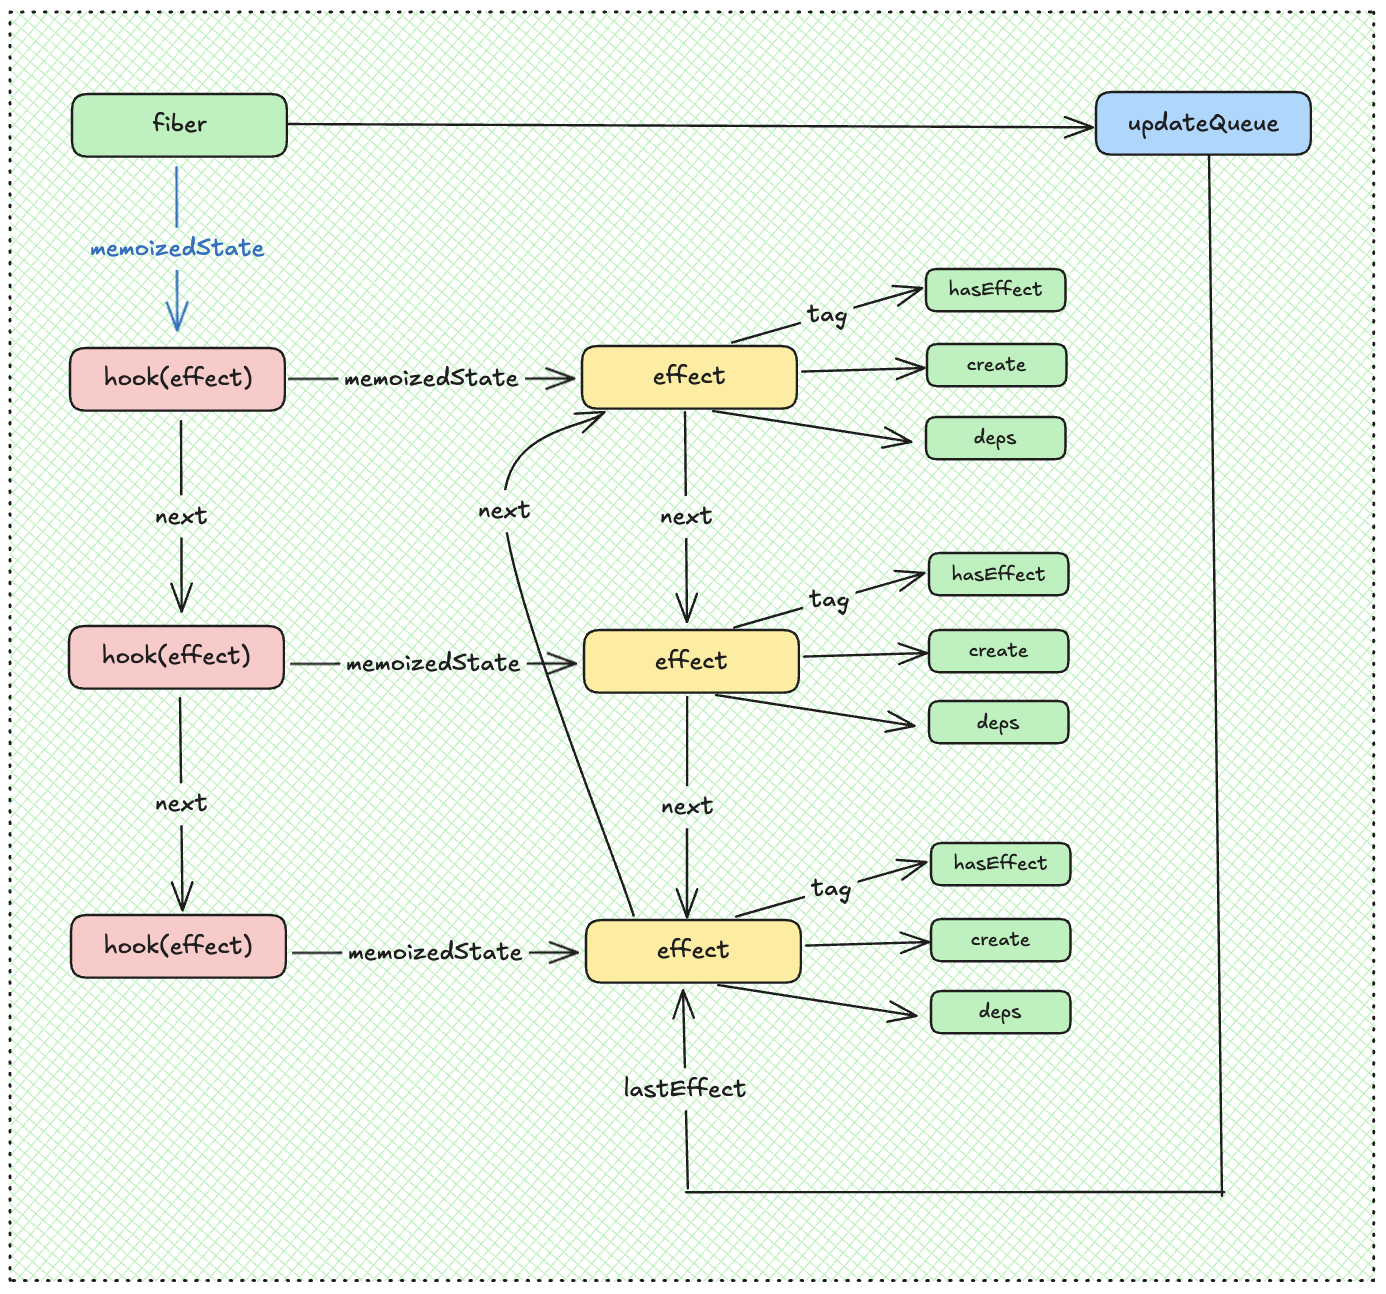 fiber
updateQueue
memoizedState
hasEffect
tag
hook(effect)
memoizedState
effect
create
deps
next
next
next
hasEffect
tag
hook(effect)
memoizedState
effect
create
deps
next
next
hasEffect
tag
hook(effect)
memoizedState
effect
create
deps
lastEffect